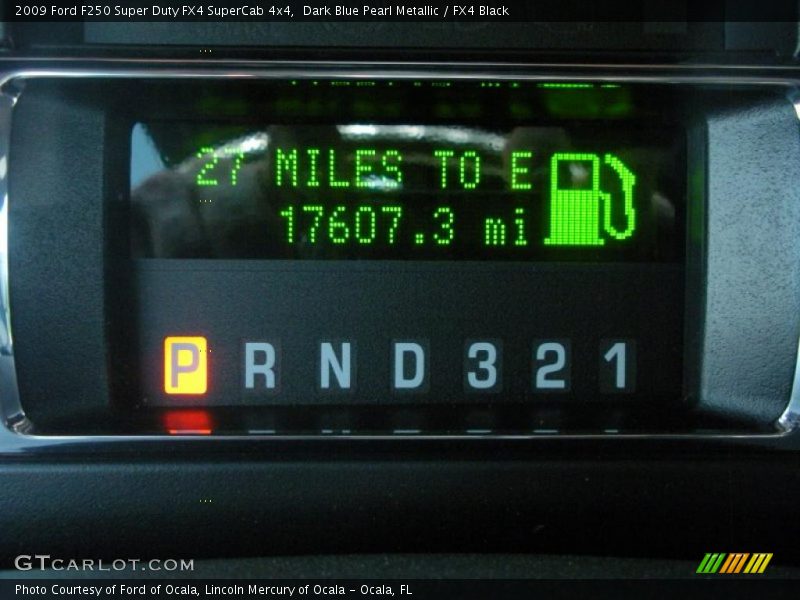 2009 Ford F250 Super Duty FX4 SuperCab 4x4,  Dark Blue Pearl Metallic / FX4 Black
27 MILES TO E
17607.3 mi
P R N D 3 2 1
GTCARLOT.COM
Photo Courtesy of Ford of Ocala, Lincoln Mercury of Ocala - Ocala, FL